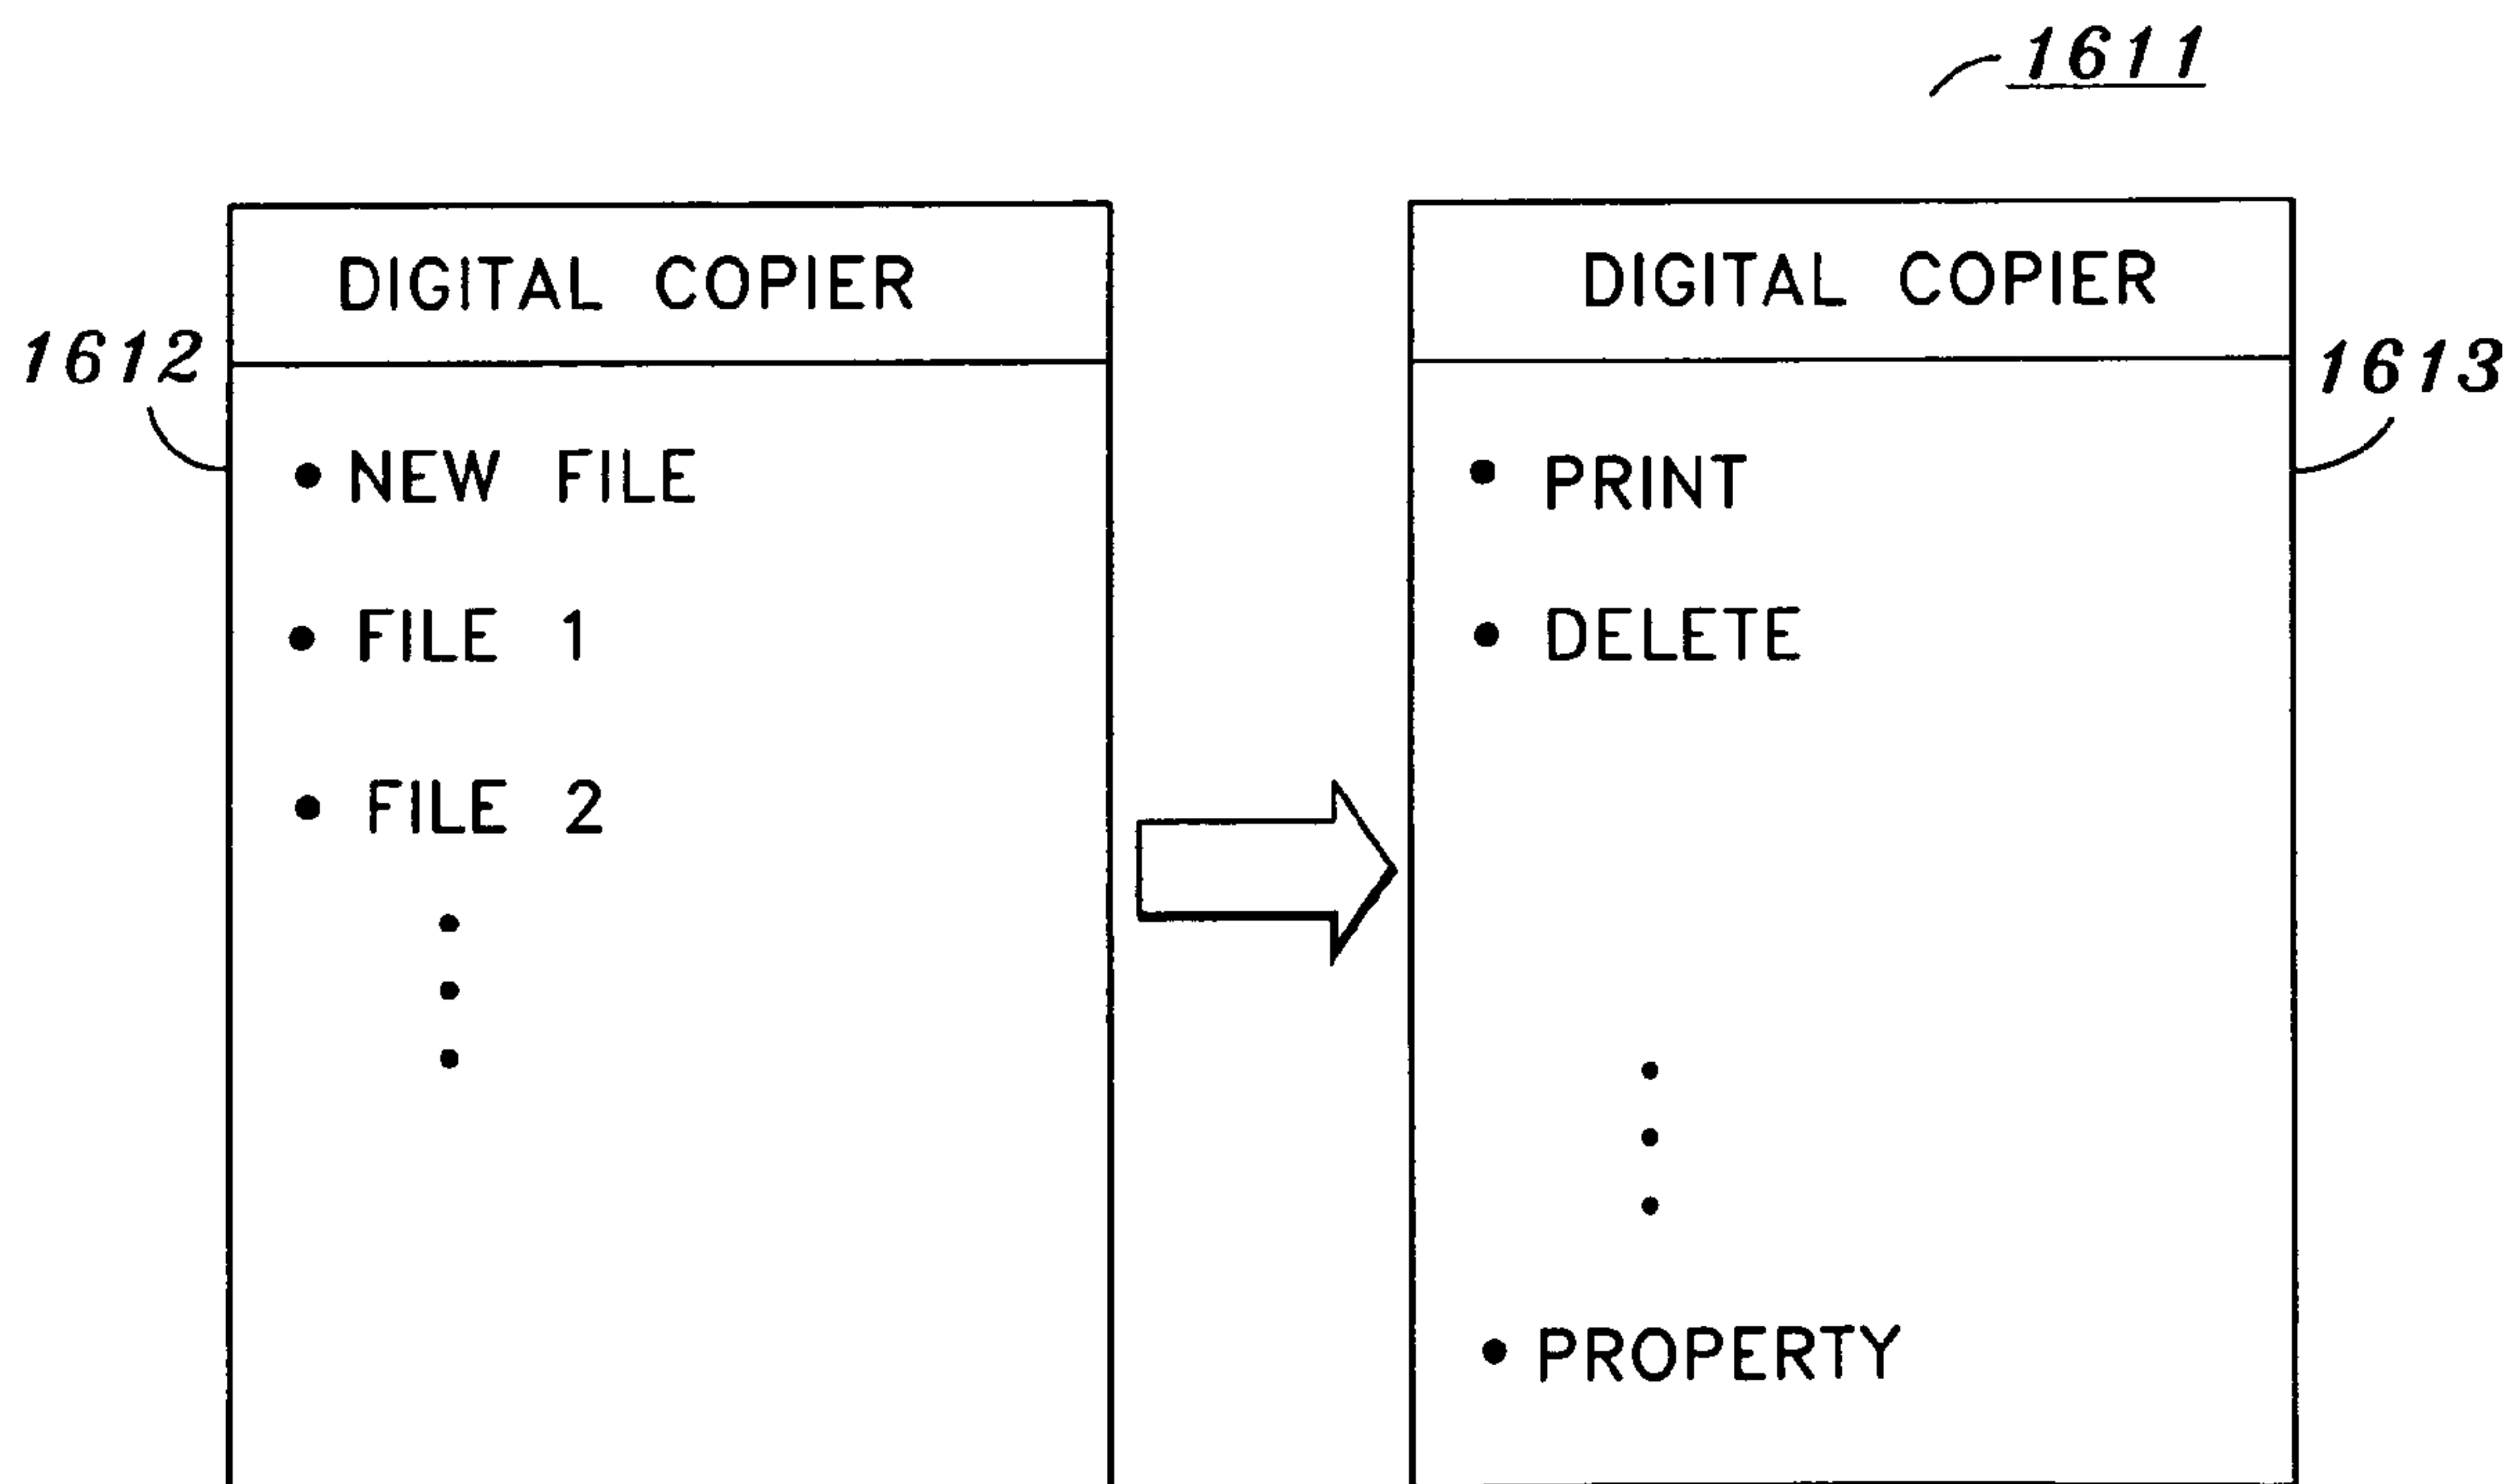 1611
DIGITAL COPIER
1612
• NEW FILE
• FILE 1
• FILE 2
DIGITAL COPIER
1613
• PRINT
• DELETE
• PROPERTY